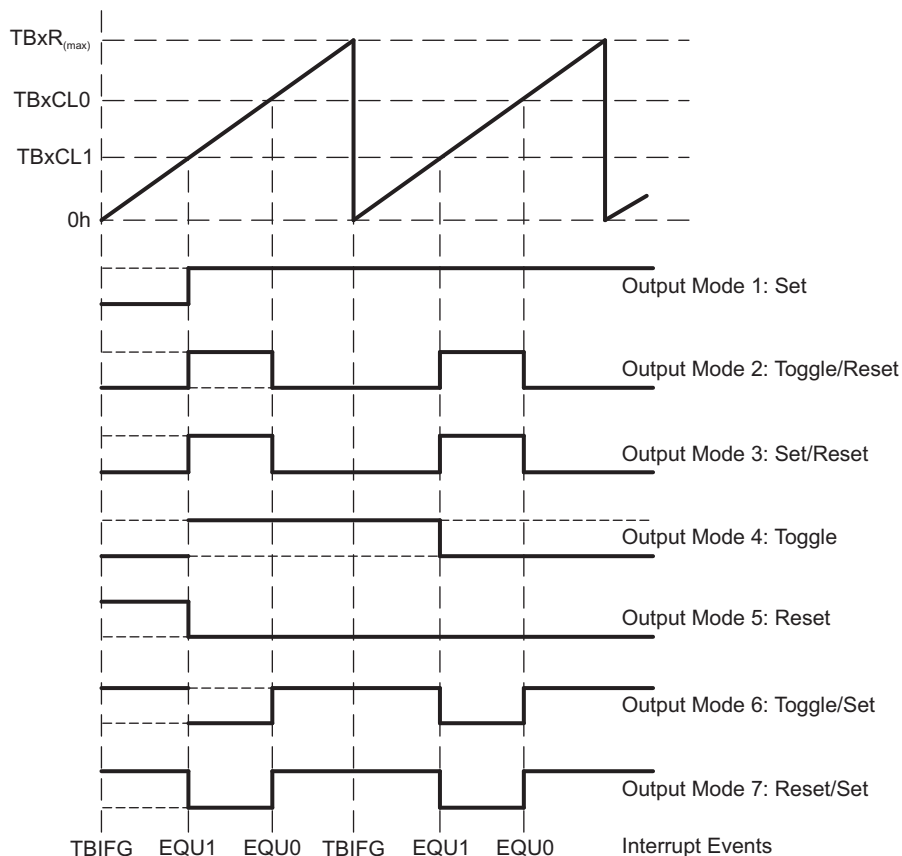 TBxR(max)
TBxCL0
TBxCL1
0h
Output Mode 1: Set
Output Mode 2: Toggle/Reset
Output Mode 3: Set/Reset
Output Mode 4: Toggle
Output Mode 5: Reset
Output Mode 6: Toggle/Set
Output Mode 7: Reset/Set
TBIFG EQU1 EQU0 TBIFG EQU1 EQU0 Interrupt Events